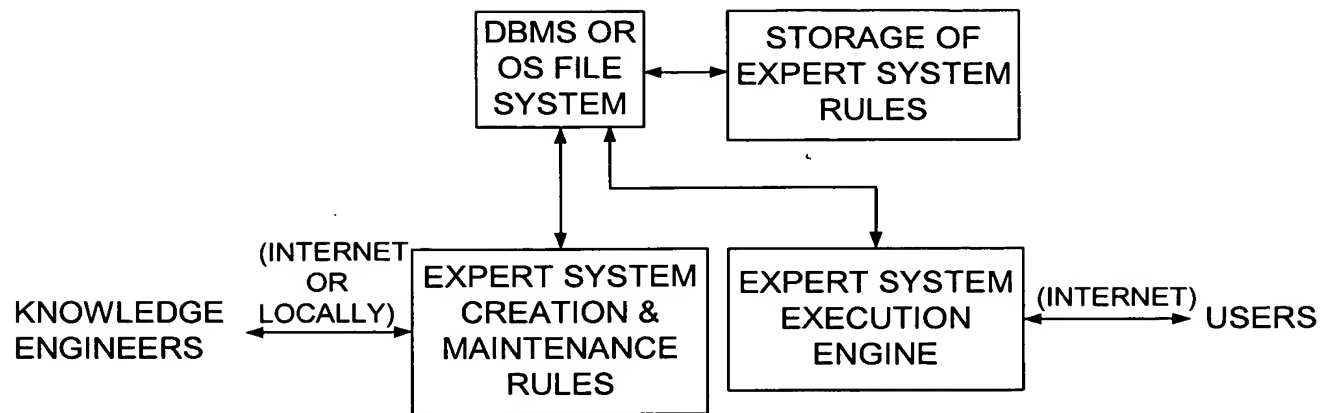 DBMS OR
OS FILE
SYSTEM
STORAGE OF
EXPERT SYSTEM
RULES
KNOWLEDGE
ENGINEERS
(INTERNET
OR
LOCALLY)
EXPERT SYSTEM
CREATION &
MAINTENANCE
RULES
EXPERT SYSTEM
EXECUTION
ENGINE
(INTERNET)
USERS